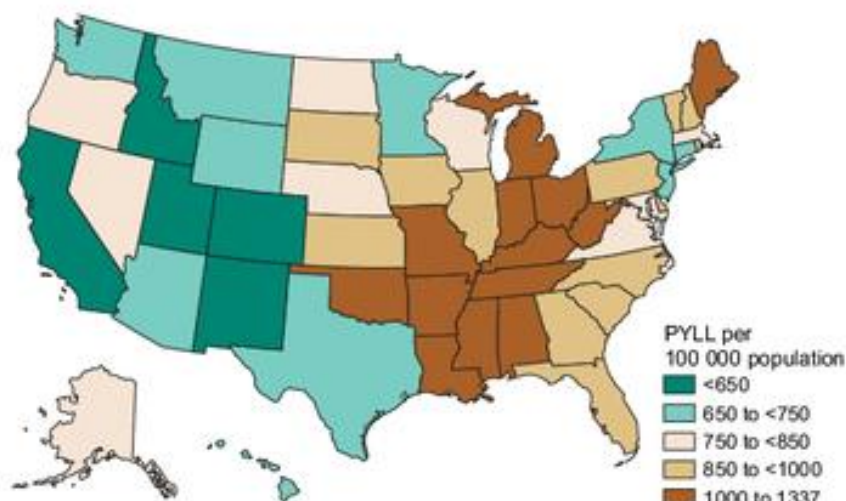 PYLL per
100 000 population
<650
650 to <750
750 to <850
850 to <1000
1000 to 1337